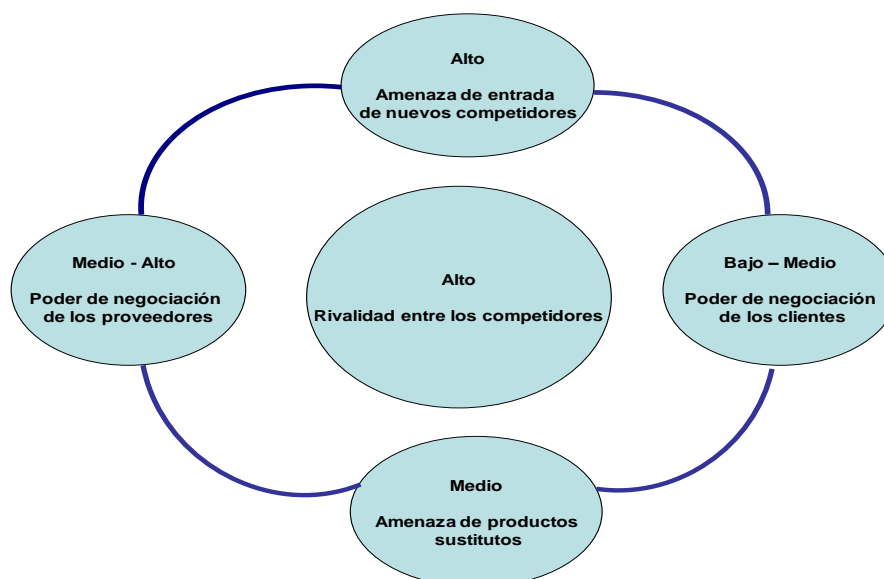 Alto
Amenaza de entrada
de nuevos competidores
Medio - Alto
Poder de negociación
de los proveedores
Alto
Rivalidad entre los competidores
Bajo – Medio
Poder de negociación
de los clientes
Medio
Amenaza de productos
sustitutos